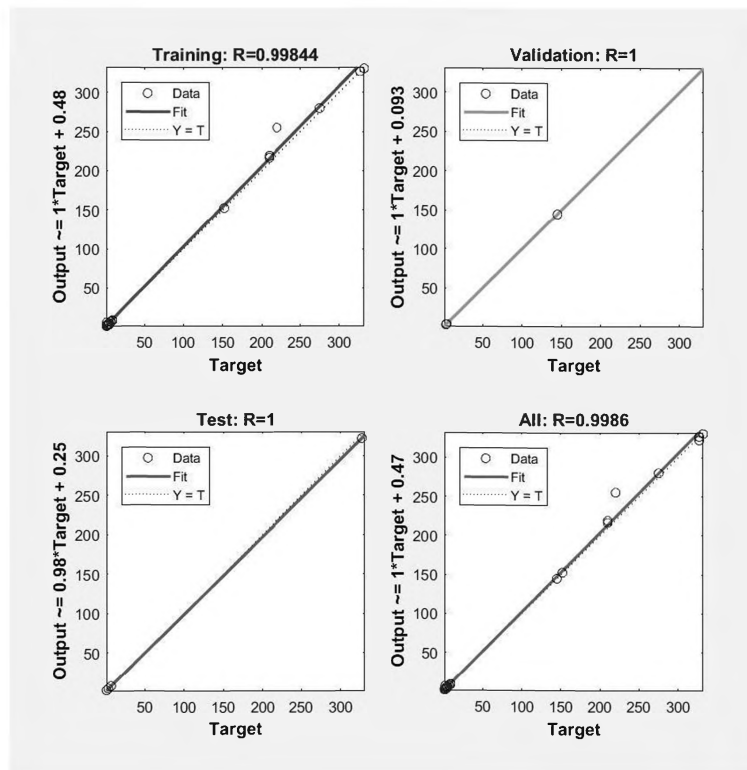 Training: R=0.99844
Output ~= 1*Target + 0.48
Data
Fit
Y = T
300
250
200
150
100
50
50 100 150 200 250 300
Target
Validation: R=1
Output ~= 1*Target + 0.093
Data
Fit
Y = T
300
250
200
150
100
50
50 100 150 200 250 300
Target
Test: R=1
Output ~= 0.98*Target + 0.25
Data
Fit
Y = T
300
250
200
150
100
50
50 100 150 200 250 300
Target
All: R=0.9986
Output ~= 1*Target + 0.47
Data
Fit
Y = T
300
250
200
150
100
50
50 100 150 200 250 300
Target